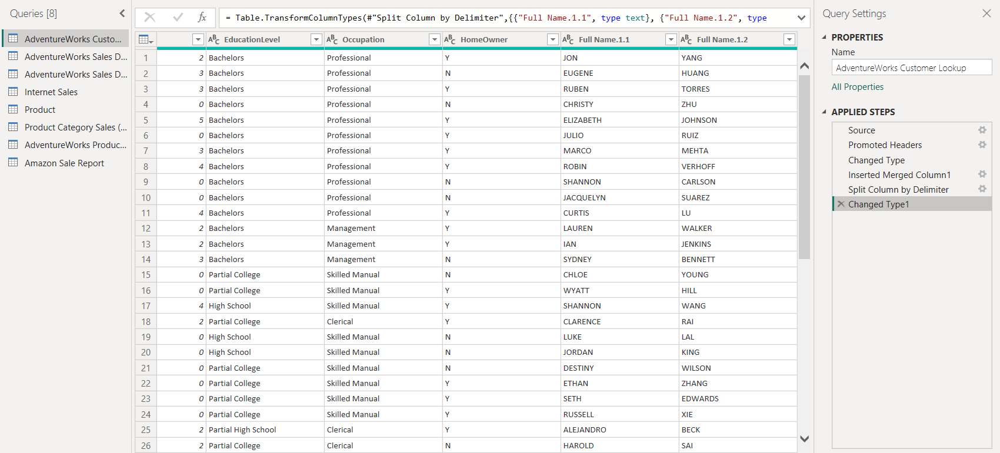 Queries [8]
AdventureWorks Custo...
AdventureWorks Sales D...
AdventureWorks Sales D...
Internet Sales
Product
Product Category Sales (...
AdventureWorks Produc...
Amazon Sale Report
fx
= Table.TransformColumnTypes(#"Split Column by Delimiter",{{"Full Name.1.1", type text}, {"Full Name.1.2", type
ABC EducationLevel ABC Occupation ABC HomeOwner ABC Full Name.1.1 ABC Full Name.1.2
1 2 Bachelors Professional Y JON YANG
2 3 Bachelors Professional N EUGENE HUANG
3 3 Bachelors Professional Y RUBEN TORRES
4 0 Bachelors Professional N CHRISTY ZHU
5 5 Bachelors Professional Y ELIZABETH JOHNSON
6 0 Bachelors Professional Y JULIO RUIZ
7 3 Bachelors Professional Y MARCO MEHTA
8 4 Bachelors Professional Y ROBIN VERHOFF
9 0 Bachelors Professional N SHANNON CARLSON
10 0 Bachelors Professional N JACQUELYN SUAREZ
11 4 Bachelors Professional Y CURTIS LU
12 2 Bachelors Management Y LAUREN WALKER
13 2 Bachelors Management Y IAN JENKINS
14 3 Bachelors Management N SYDNEY BENNETT
15 0 Partial College Skilled Manual N CHLOE YOUNG
16 0 Partial College Skilled Manual Y WYATT HILL
17 4 High School Skilled Manual Y SHANNON WANG
18 2 Partial College Clerical Y CLARENCE RAI
19 0 High School Skilled Manual N LUKE LAL
20 0 High School Skilled Manual N JORDAN KING
21 0 Partial College Skilled Manual N DESTINY WILSON
22 0 Partial College Skilled Manual Y ETHAN ZHANG
23 0 Partial College Skilled Manual Y SETH EDWARDS
24 0 Partial College Skilled Manual Y RUSSELL XIE
25 2 Partial High School Clerical Y ALEJANDRO BECK
26 2 Partial College Clerical N HAROLD SAI
Query Settings
PROPERTIES
Name
AdventureWorks Customer Lookup
All Properties
APPLIED STEPS
Source
Promoted Headers
Changed Type
Inserted Merged Column1
Split Column by Delimiter
Changed Type1